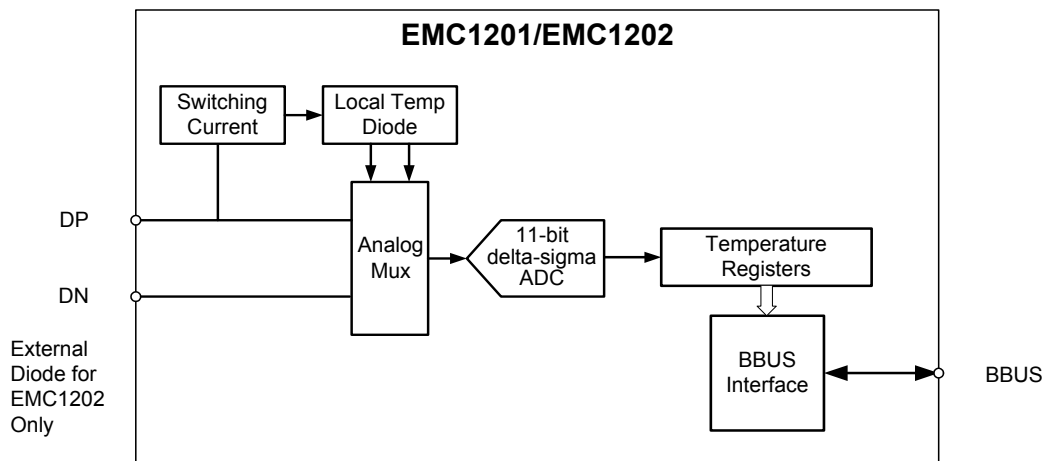 EMC1201/EMC1202
Switching
Current
Local Temp
Diode
DP
Analog
Mux
11-bit
delta-sigma
ADC
Temperature
Registers
DN
External
Diode for
EMC1202
Only
BBUS
Interface
BBUS